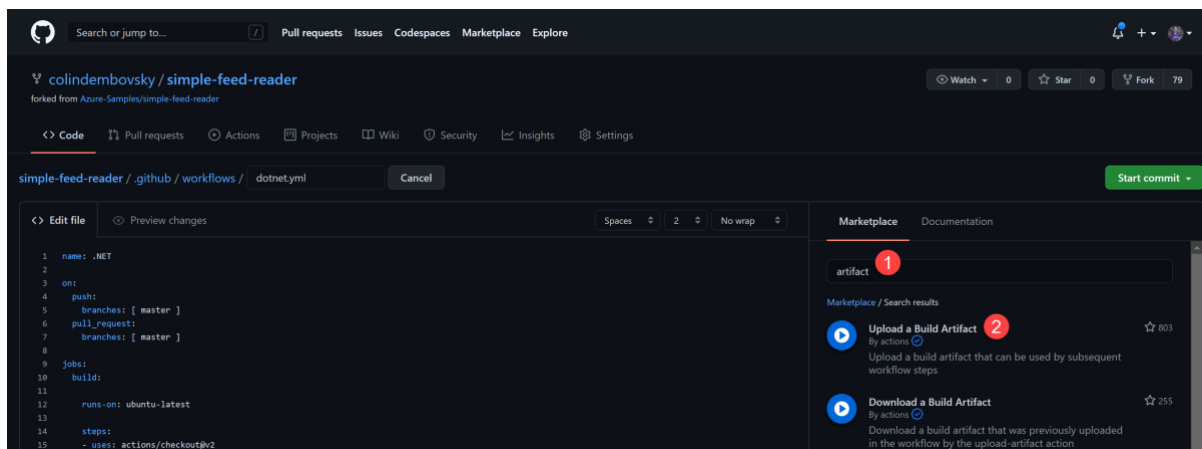 Search or jump to... / Pull requests Issues Codespaces Marketplace Explore
colindembovsky / simple-feed-reader
Watch 0 Star 0 Fork 79
forked from Azure-Samples/simple-feed-reader
Code Pull requests Actions Projects Wiki Security Insights Settings
simple-feed-reader / .github / workflows / dotnet.yml Cancel Start commit
<> Edit file Preview changes Spaces 2 No wrap
1 name: .NET
2
3 on:
4 push:
5 branches: [ master ]
6 pull_request:
7 branches: [ master ]
8
9 jobs:
10 build:
11
12 runs-on: ubuntu-latest
13
14 steps:
15 - uses: actions/checkout@v2
Marketplace Documentation
artifact 1
Marketplace / Search results
Upload a Build Artifact 2 803
By actions
Upload a build artifact that can be used by subsequent
workflow steps
Download a Build Artifact 255
By actions
Download a build artifact that was previously uploaded
in the workflow by the upload-artifact action